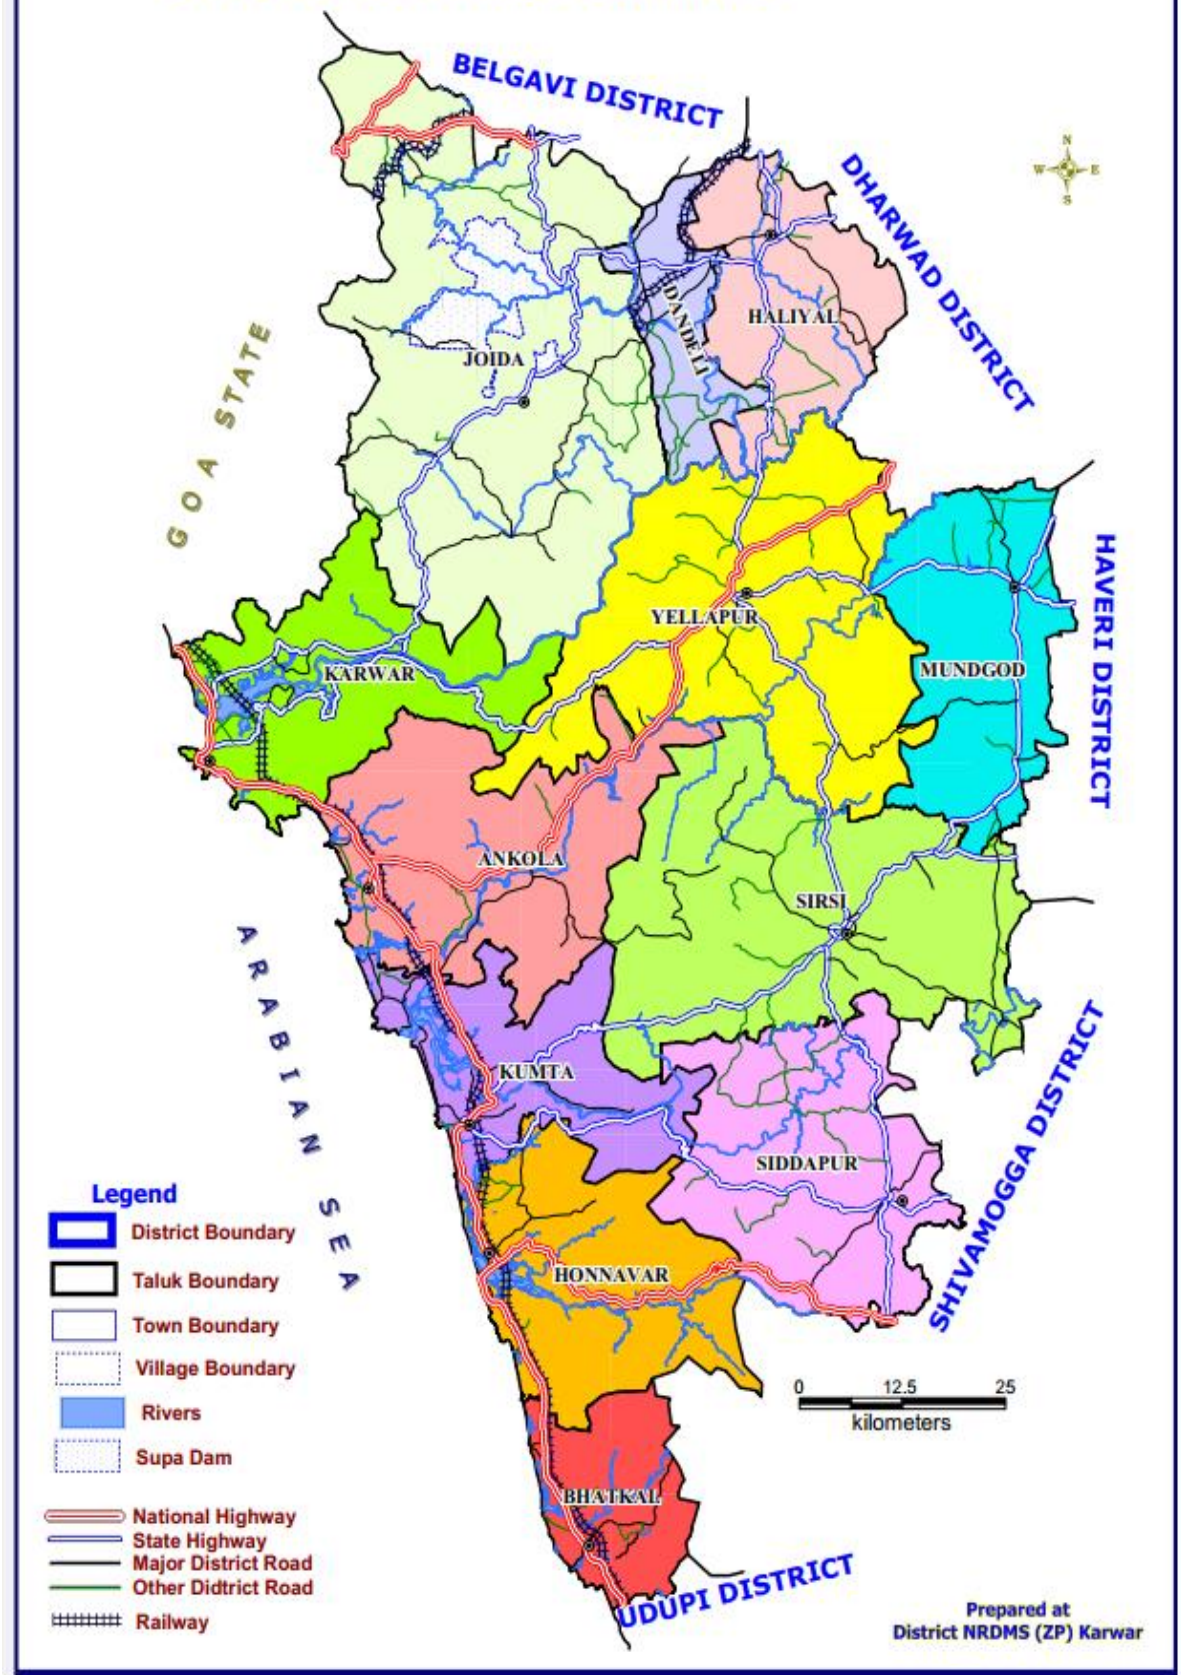 BELGAVI DISTRICT
N
W E
S
DHARWAD DISTRICT
GOA STATE
DANDELI
HALIYAL
JOIDA
HAVERI DISTRICT
YELLAPUR
MUNDGOD
KARWAR
ANKOLA
SIRSI
ARABIAN SEA
KUMTA
SHIVAMOGGA DISTRICT
SIDDAPUR
HONNAVAR
BHATKAL
UDUPI DISTRICT
Legend
District Boundary
Taluk Boundary
Town Boundary
Village Boundary
Rivers
Supa Dam
National Highway
State Highway
Major District Road
Other Didtrict Road
Railway
0 12.5 25
kilometers
Prepared at
District NRDMS (ZP) Karwar